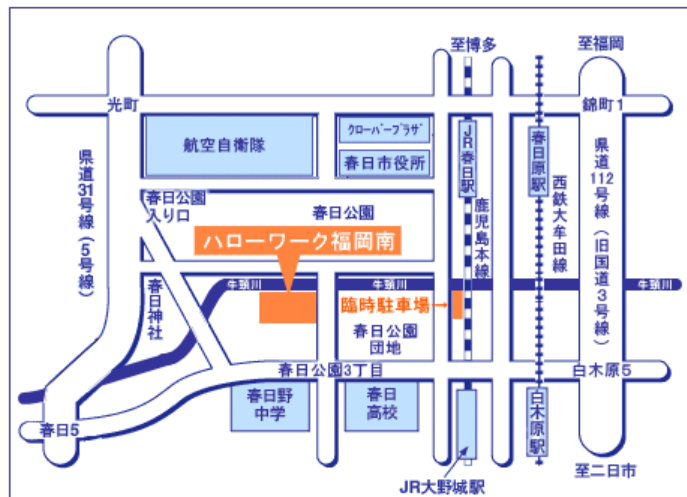 至博多
至福岡
光町
錦町1
航空自衛隊
クローバープラザ
春日市役所
JR春日駅
春日原駅
県道31号線(5号線)
県道112号線(旧国道3号線)
西鉄大牟田線
鹿児島本線
春日公園
入り口
春日公園
ハローワーク福岡南
牛頸川
牛頸川
牛頸川
臨時駐車場→
春日神社
春日公園
団地
春日公園3丁目
白木原5
春日野
中学
春日
高校
白木原駅
春日5
至二日市
JR大野城駅